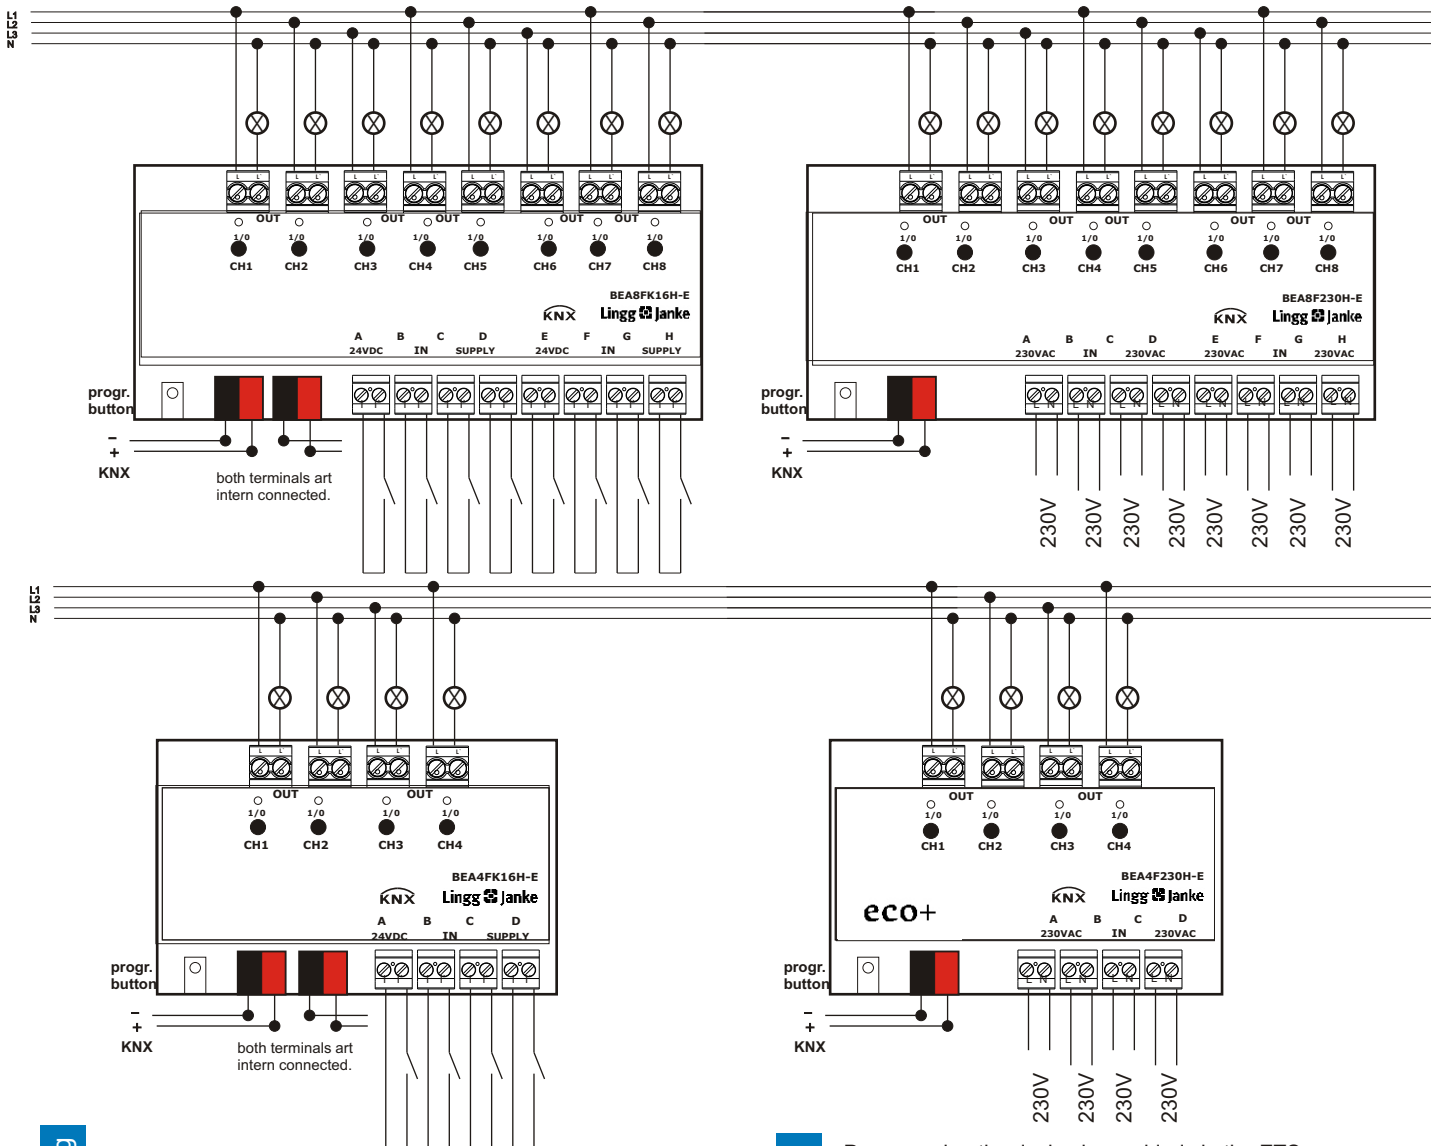 L1
L2
L3
N
L L' L L' L L' L L' L L' L L' L L' L L'
OUT OUT OUT OUT OUT
1/0 1/0 1/0 1/0 1/0 1/0 1/0 1/0
CH1 CH2 CH3 CH4 CH5 CH6 CH7 CH8
BEA8FK16H-E
KNX Lingg Janke
A B C D E F G H
24VDC IN SUPPLY 24VDC IN SUPPLY
progr.
button
–
+
KNX
both terminals art
intern connected.
L L' L L' L L' L L' L L' L L' L L' L L'
OUT OUT OUT OUT OUT
1/0 1/0 1/0 1/0 1/0 1/0 1/0 1/0
CH1 CH2 CH3 CH4 CH5 CH6 CH7 CH8
BEA8F230H-E
KNX Lingg Janke
A B C D E F G H
230VAC IN 230VAC 230VAC IN 230VAC
progr.
button
L N L N L N L N L N L N L N L N
–
+
KNX
230V 230V 230V 230V 230V 230V 230V 230V
L1
L2
L3
N
L L' L L' L L' L L'
OUT OUT
1/0 1/0 1/0 1/0
CH1 CH2 CH3 CH4
BEA4FK16H-E
KNX Lingg Janke
A B C D
24VDC IN SUPPLY
progr.
button
–
+
KNX
both terminals art
intern connected.
L L' L L' L L' L L'
OUT OUT
1/0 1/0 1/0 1/0
CH1 CH2 CH3 CH4
BEA4F230H-E
KNX Lingg Janke
eco+
A B C D
230VAC IN 230VAC
progr.
button
L N L N L N L N
–
+
KNX
230V 230V 230V 230V